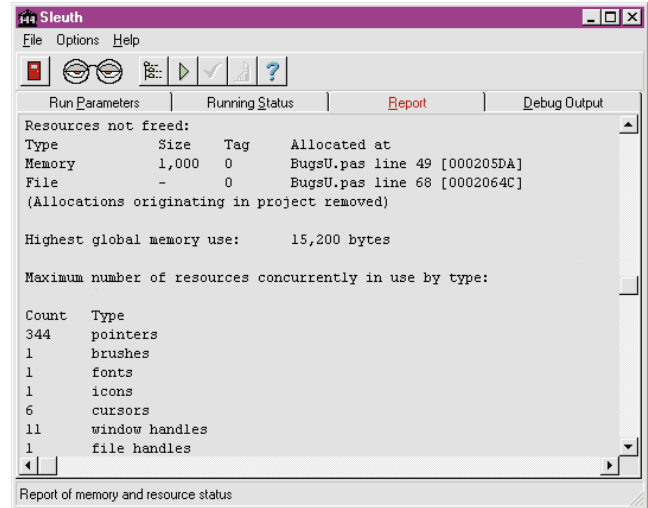 Sleuth
File Options Help
Run Parameters Running Status Report Debug Output
Resources not freed:
Type Size Tag Allocated at
Memory 1,000 0 BugsU.pas line 49 [000205DA]
File - 0 BugsU.pas line 68 [0002064C]
(Allocations originating in project removed)
Highest global memory use: 15,200 bytes
Maximum number of resources concurrently in use by type:
Count Type
344 pointers
1 brushes
1 fonts
1 icons
6 cursors
11 window handles
1 file handles
Report of memory and resource status